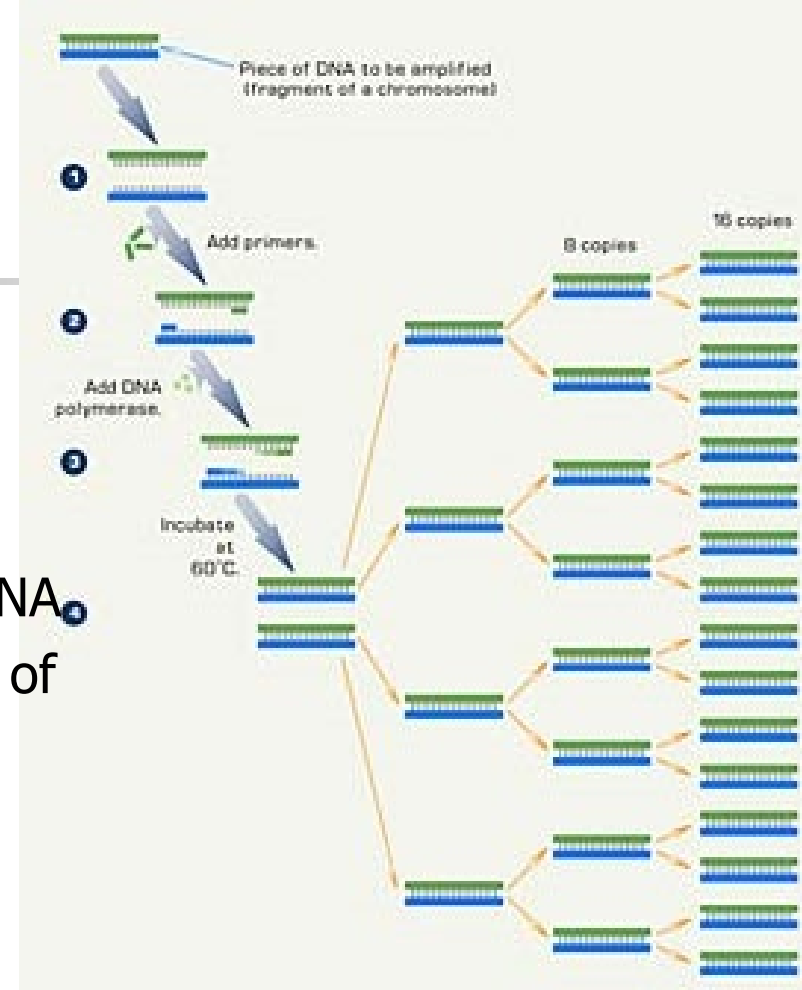 Piece of DNA to be amplified
(fragment of a chromosome)
1
Add primers.
2
Add DNA
polymerase.
3
Incubate
at
60°C.
4
8 copies
16 copies
NA
of